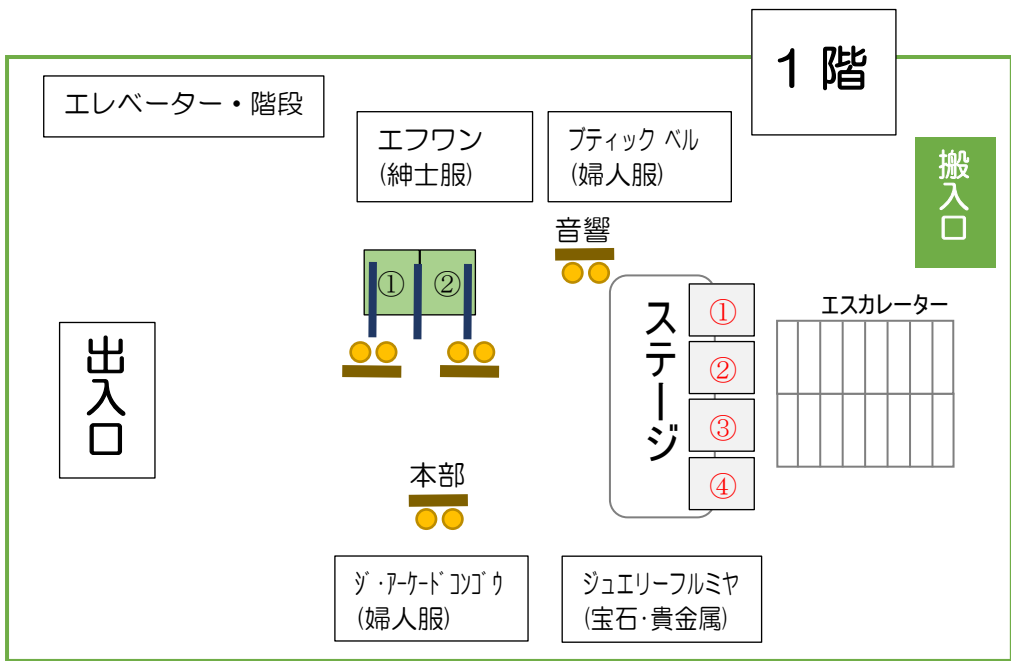 １階
エレベーター・階段
エフワン
(紳士服)
ブティック ベル
(婦人服)
搬入口
音響
①
②
ステージ
①
②
③
④
エスカレーター
出入口
本部
ｼﾞ・ｱｰｹｰﾄﾞｺﾝｺﾞｳ
(婦人服)
ジュエリーフルミヤ
(宝石・貴金属)